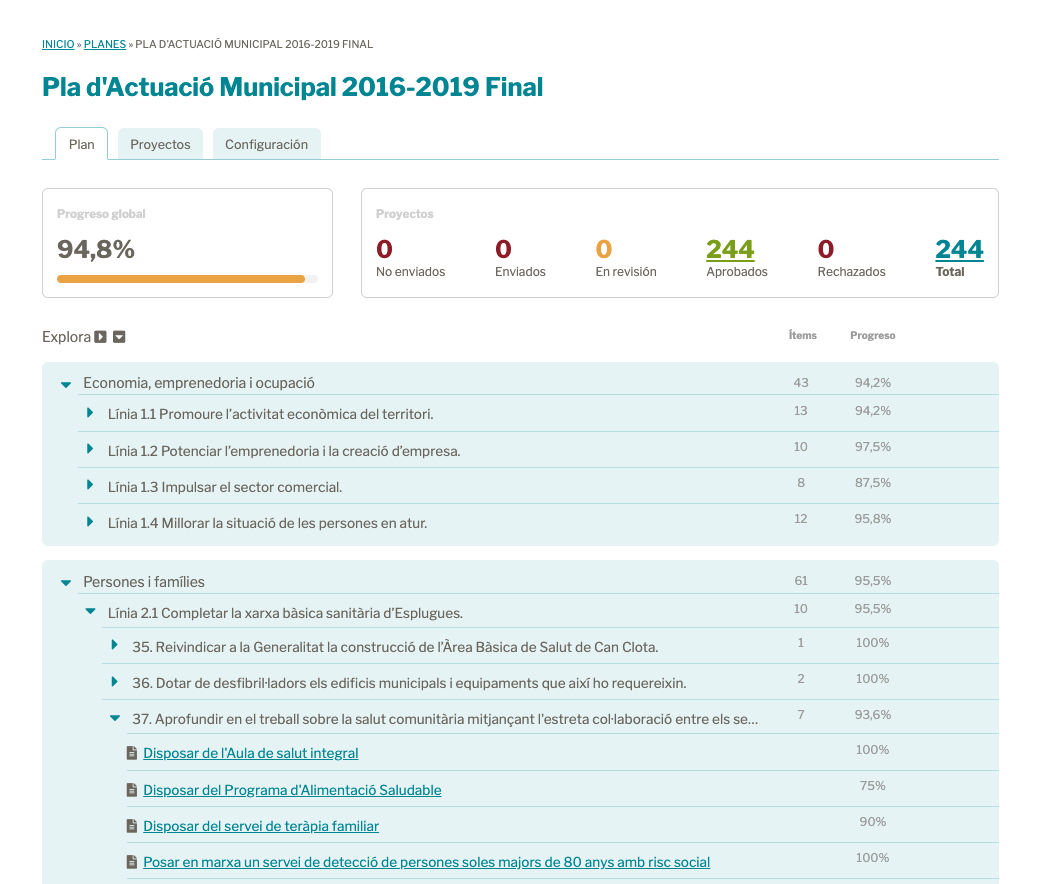 INICIO » PLANES » PLA D'ACTUACIÓ MUNICIPAL 2016-2019 FINAL
Pla d'Actuació Municipal 2016-2019 Final
Plan Proyectos Configuración
Progreso global
94,8%
Proyectos
0 0 0 244 0 244
No enviados Enviados En revisión Aprobados Rechazados Total
Explora Ítems Progreso
Economia, emprenedoria i ocupació 43 94,2%
Línia 1.1 Promoure l'activitat econòmica del territori. 13 94,2%
Línia 1.2 Potenciar l'emprenedoria i la creació d'empresa. 10 97,5%
Línia 1.3 Impulsar el sector comercial. 8 87,5%
Línia 1.4 Millorar la situació de les persones en atur. 12 95,8%
Persones i famílies 61 95,5%
Línia 2.1 Completar la xarxa bàsica sanitària d'Esplugues. 10 95,5%
35. Reivindicar a la Generalitat la construcció de l'Àrea Bàsica de Salut de Can Clota. 1 100%
36. Dotar de desfibril·ladors els edificis municipals i equipaments que així ho requereixin. 2 100%
37. Aprofundir en el treball sobre la salut comunitària mitjançant l'estreta col·laboració entre els se... 7 93,6%
Disposar de l'Aula de salut integral 100%
Disposar del Programa d'Alimentació Saludable 75%
Disposar del servei de teràpia familiar 90%
Posar en marxa un servei de detecció de persones soles majors de 80 anys amb risc social 100%